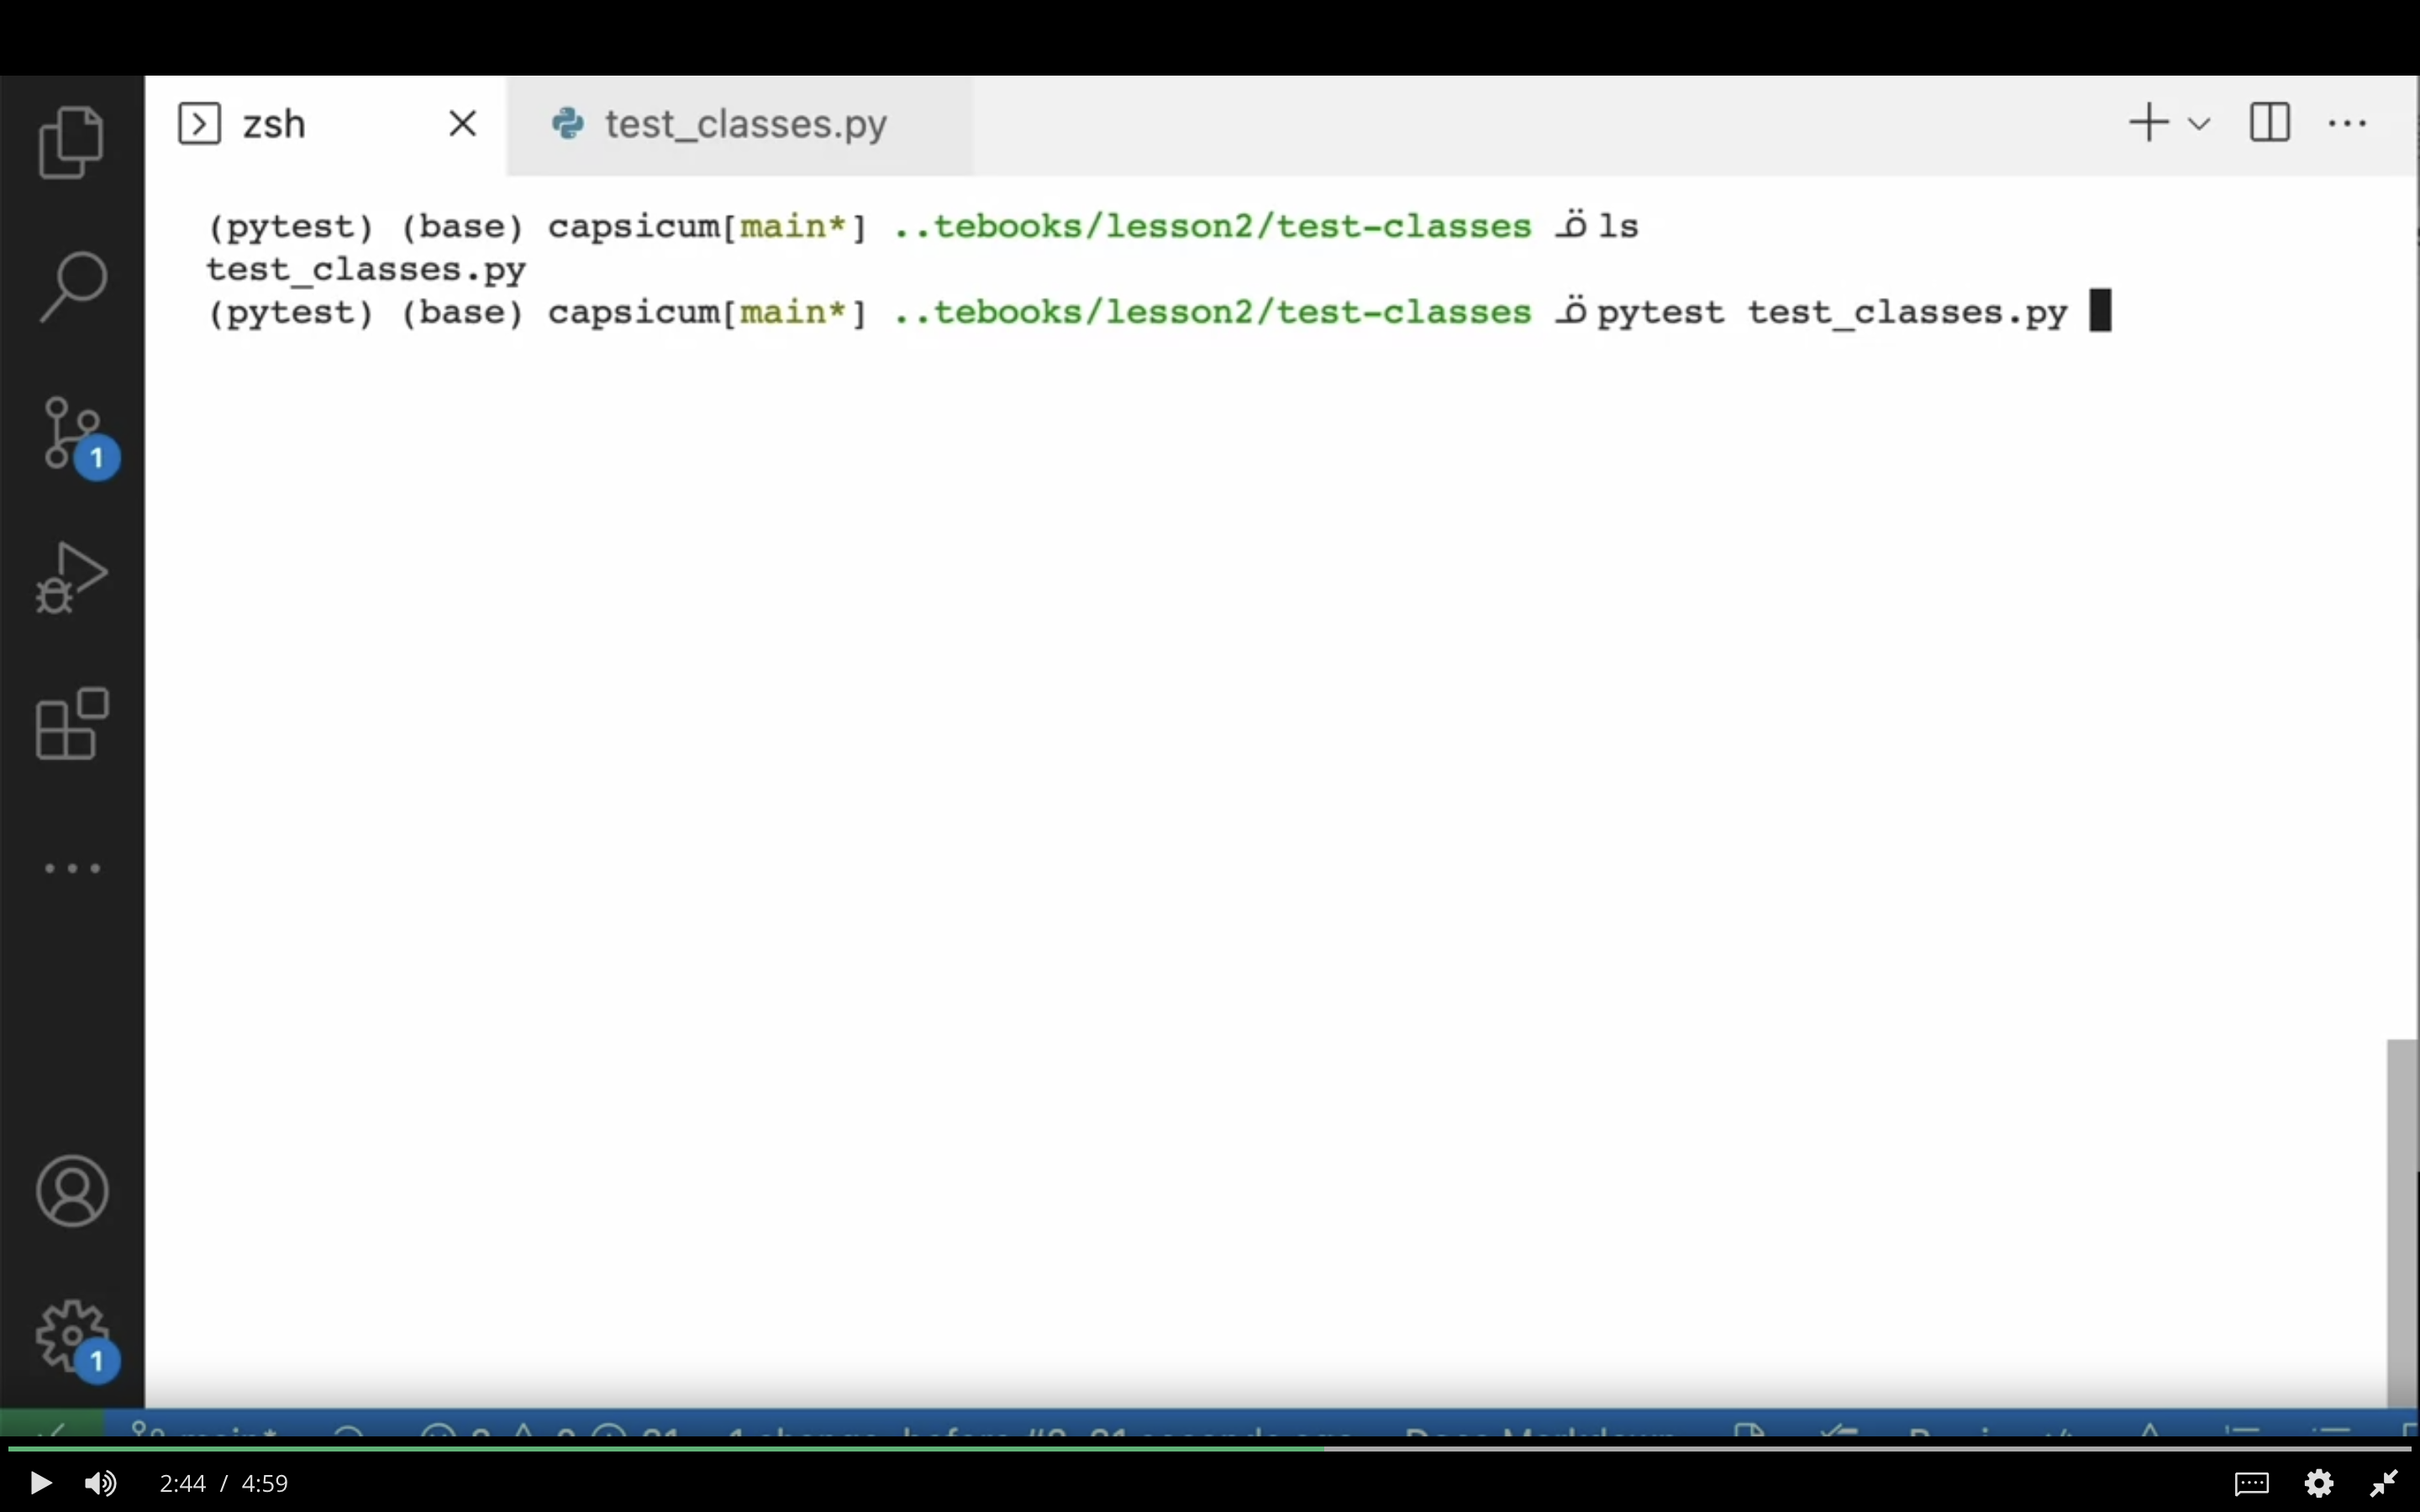 zsh
test_classes.py
(pytest) (base) capsicum[main*] ..tebooks/lesson2/test-classes ls
test_classes.py
(pytest) (base) capsicum[main*] ..tebooks/lesson2/test-classes pytest test_classes.py
1
1
2:44 / 4:59